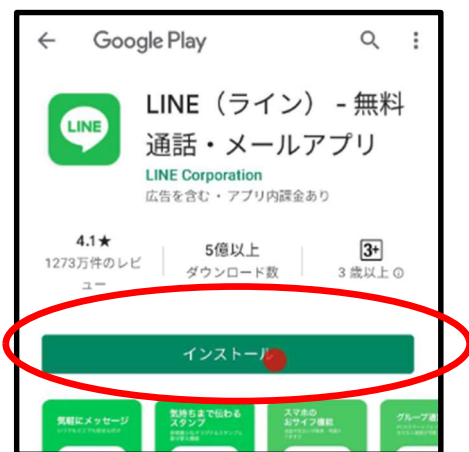 Google Play
LINE（ライン） - 無料
通話・メールアプリ
LINE
LINE Corporation
広告を含む・アプリ内課金あり
4.1★
1273万件のレビ
ュー
5億以上
ダウンロード数
3+
3 歳以上
インストール
気軽にメッセージ
気持ちまで伝わる
スタンプ
スマホの
おサイフ機能
グループ通